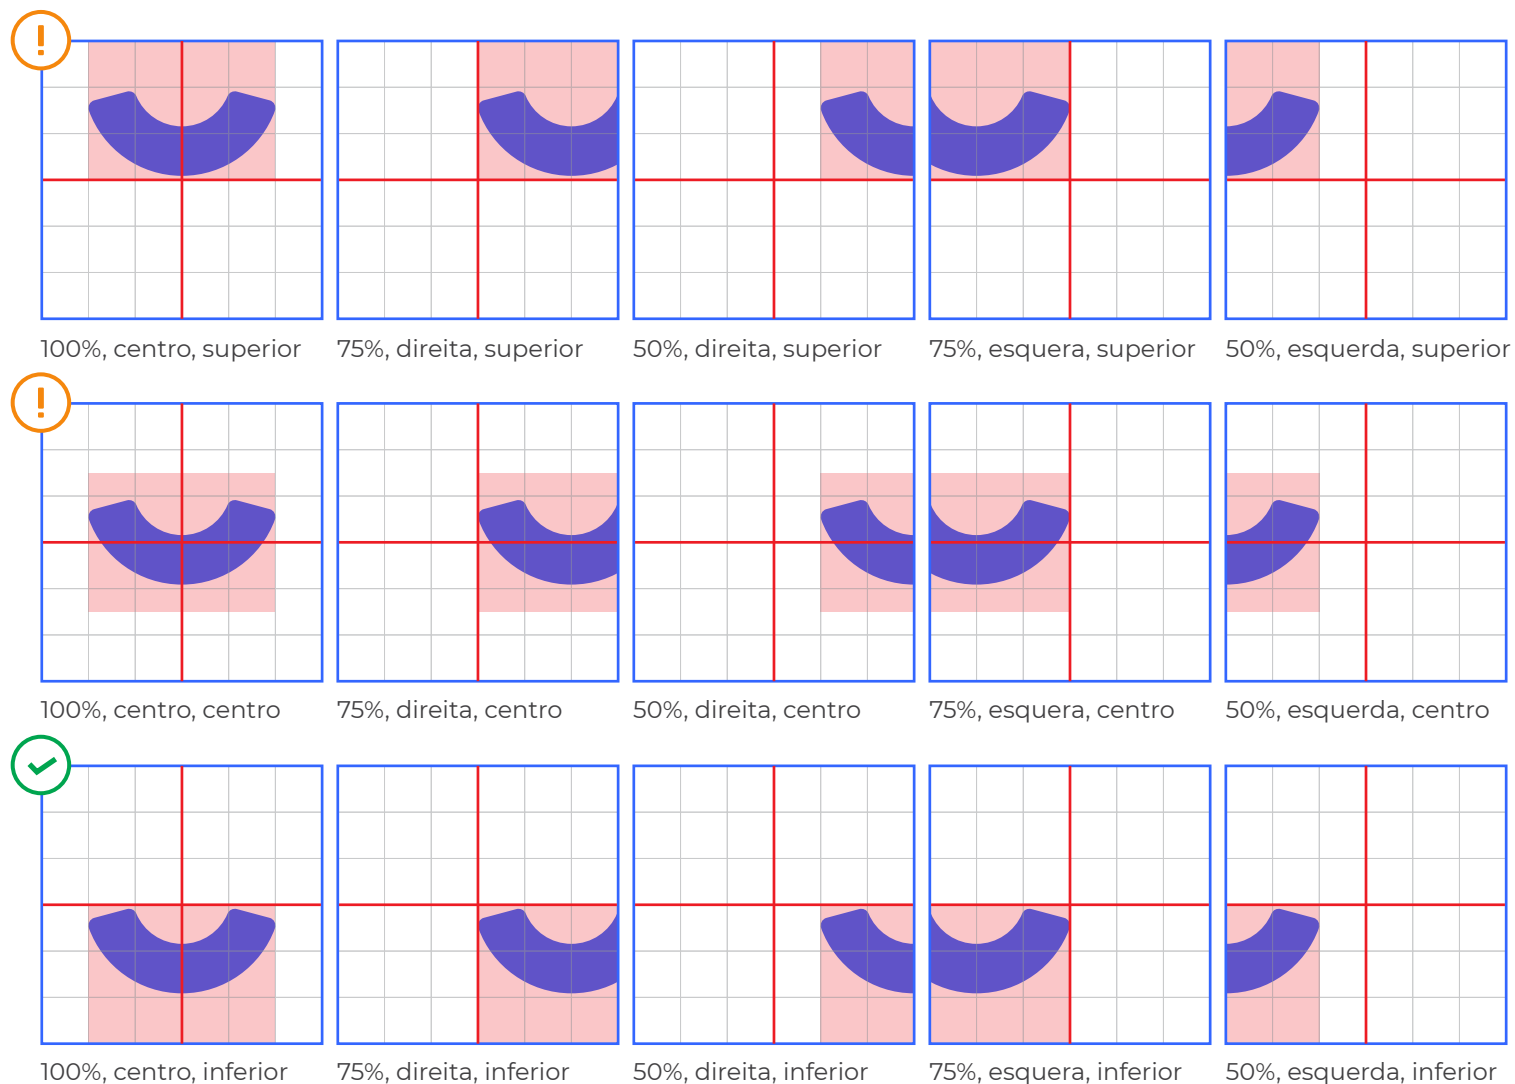 100%, centro, superior
75%, direita, superior
50%, direita, superior
75%, esquera, superior
50%, esquerda, superior
100%, centro, centro
75%, direita, centro
50%, direita, centro
75%, esquera, centro
50%, esquerda, centro
100%, centro, inferior
75%, direita, inferior
50%, direita, inferior
75%, esquera, inferior
50%, esquerda, inferior